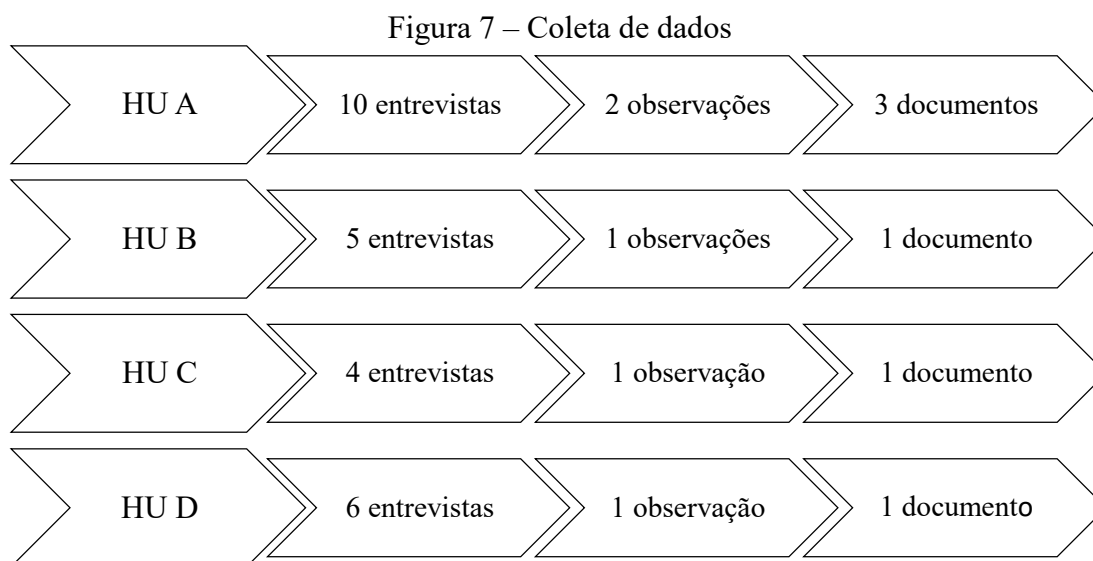 Figura 7 – Coleta de dados
HU A 10 entrevistas 2 observações 3 documentos
HU B 5 entrevistas 1 observações 1 documento
HU C 4 entrevistas 1 observação 1 documento
HU D 6 entrevistas 1 observação 1 documento